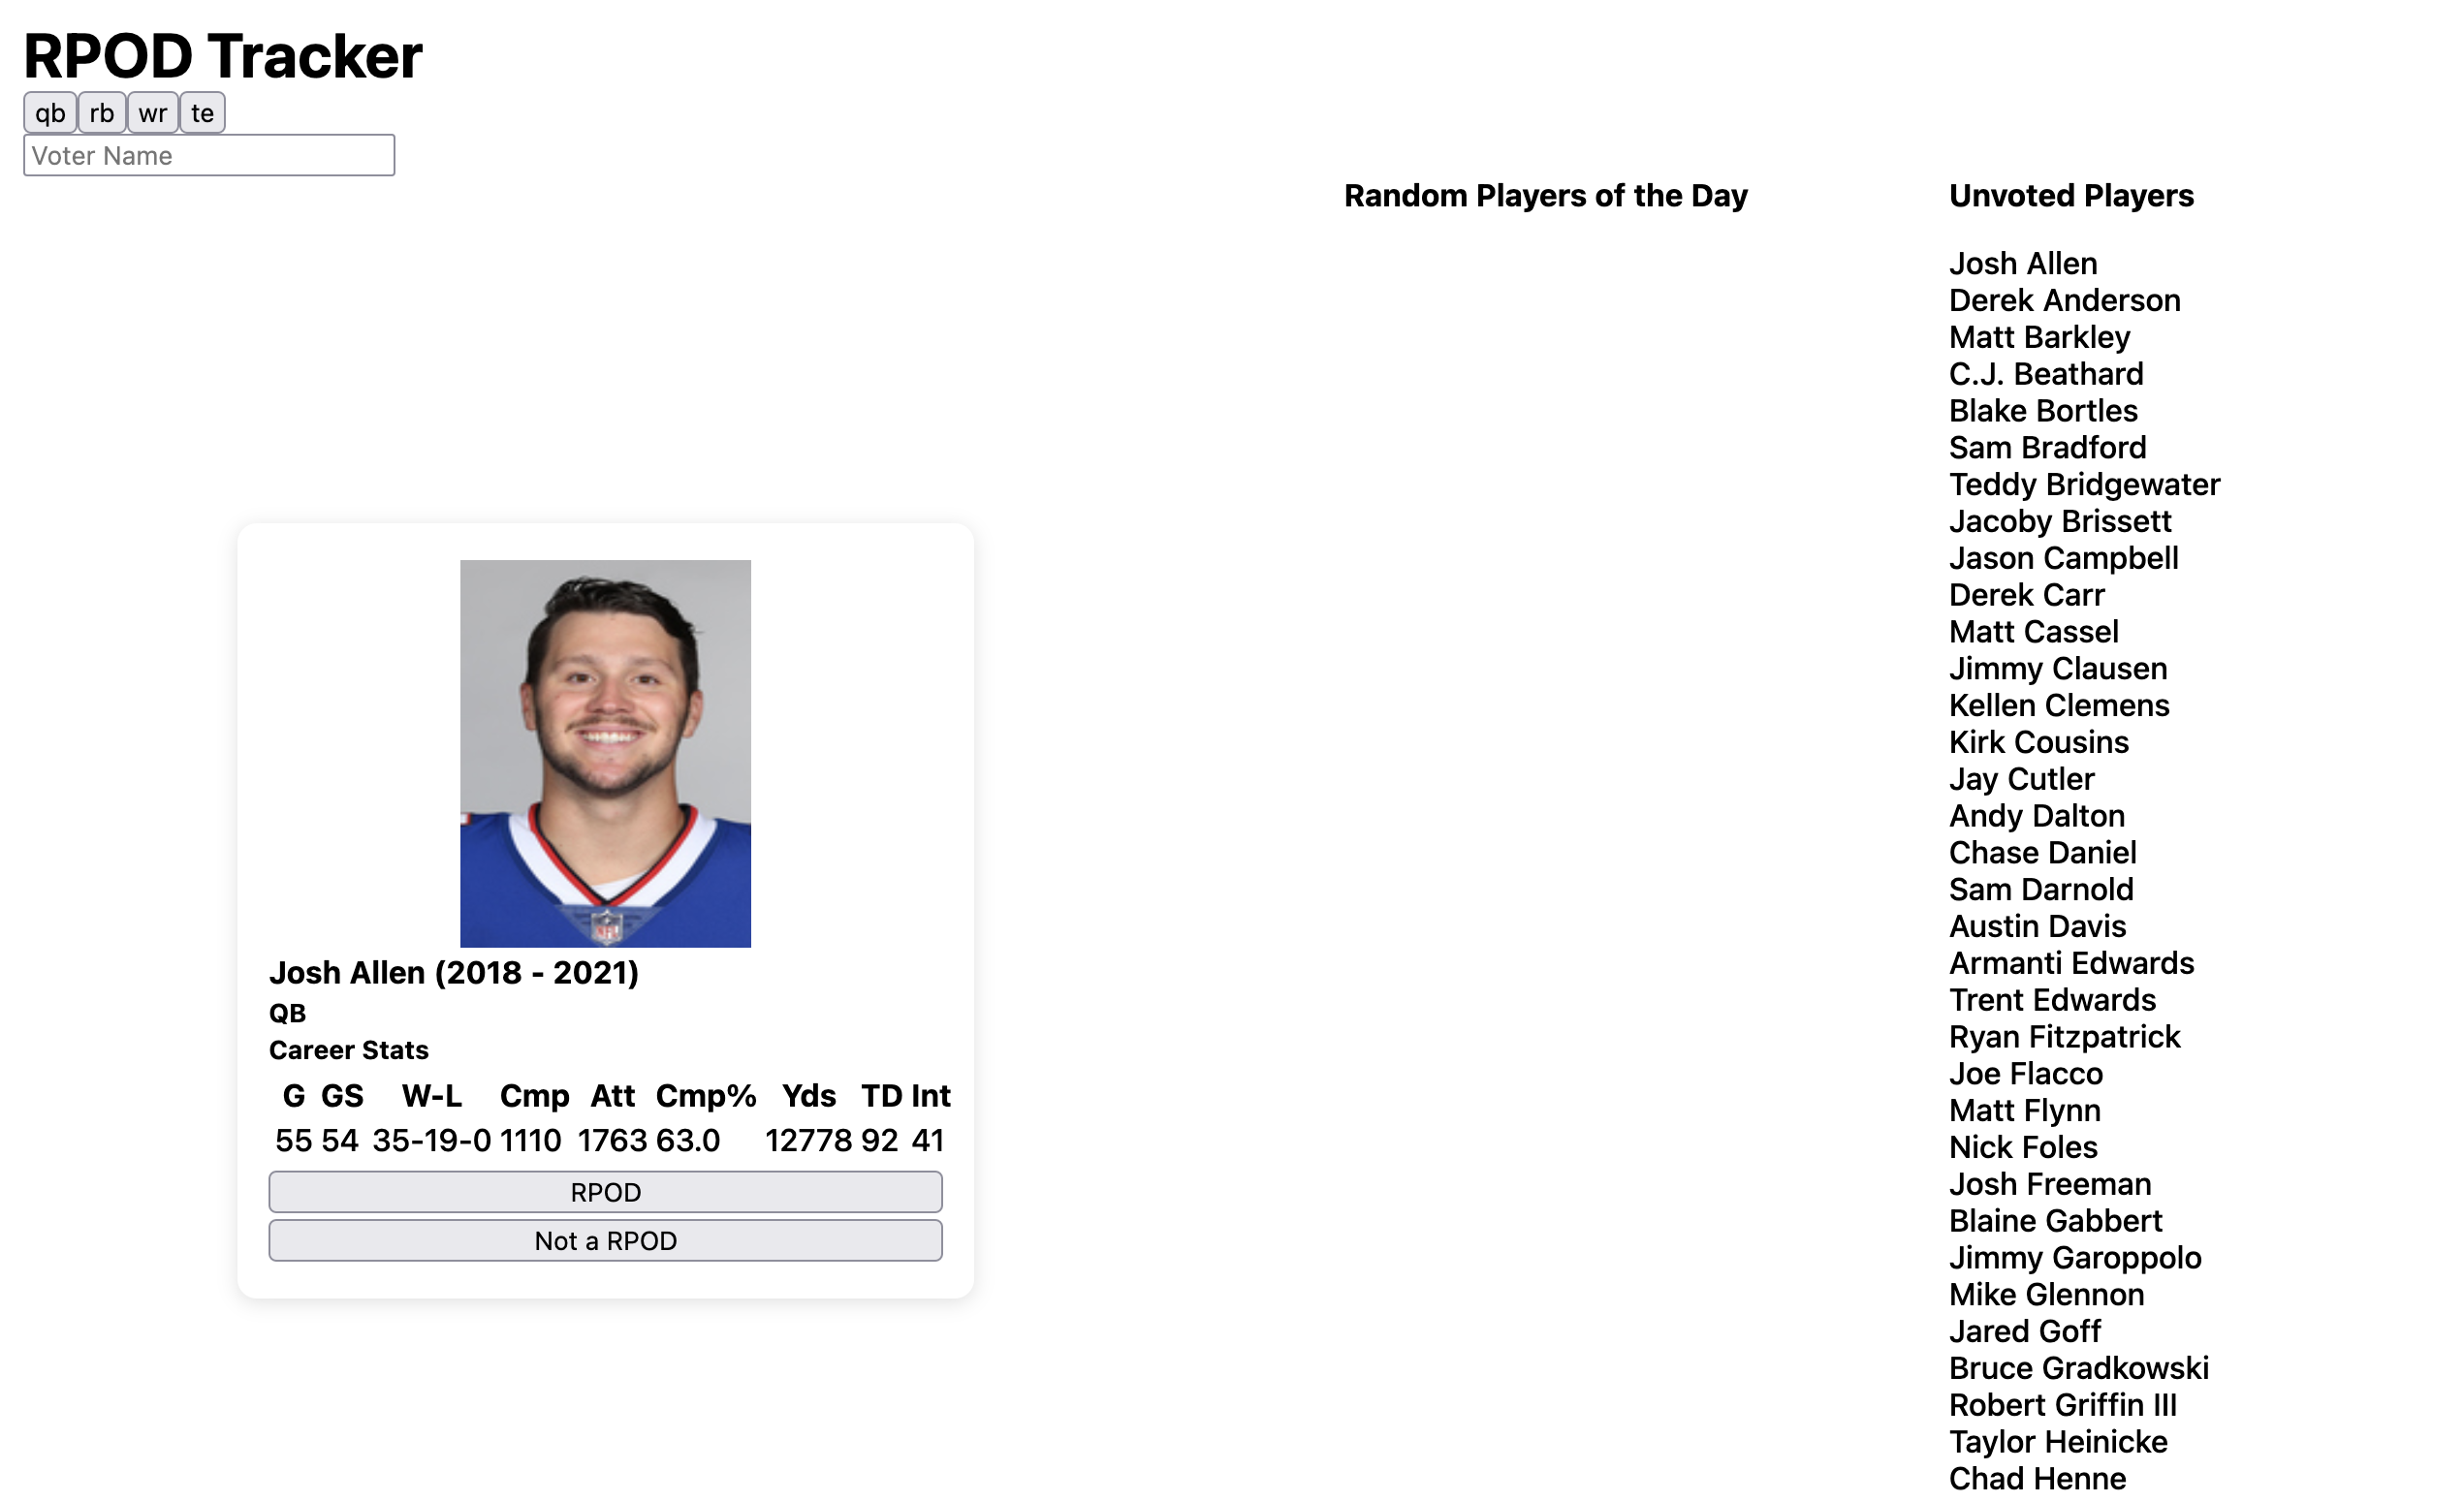 RPOD Tracker
qb rb wr te
Voter Name
Random Players of the Day
Unvoted Players
Josh Allen
Derek Anderson
Matt Barkley
C.J. Beathard
Blake Bortles
Sam Bradford
Teddy Bridgewater
Jacoby Brissett
Jason Campbell
Derek Carr
Matt Cassel
Jimmy Clausen
Kellen Clemens
Kirk Cousins
Jay Cutler
Andy Dalton
Chase Daniel
Sam Darnold
Austin Davis
Armanti Edwards
Trent Edwards
Ryan Fitzpatrick
Joe Flacco
Matt Flynn
Nick Foles
Josh Freeman
Blaine Gabbert
Jimmy Garoppolo
Mike Glennon
Jared Goff
Bruce Gradkowski
Robert Griffin III
Taylor Heinicke
Chad Henne
NFL
Josh Allen (2018 - 2021)
QB
Career Stats
G GS W-L Cmp Att Cmp% Yds TD Int
55 54 35-19-0 1110 1763 63.0 12778 92 41
RPOD
Not a RPOD